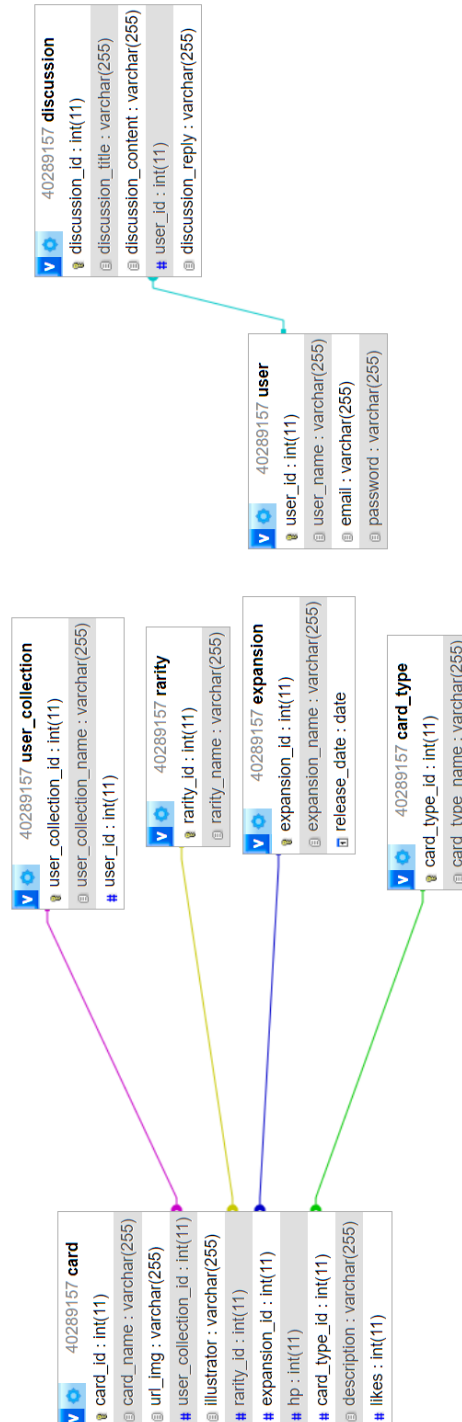 40289157 card
card_id : int(11)
card_name : varchar(255)
url_img : varchar(255)
# user_collection_id : int(11)
illustrator : varchar(255)
# rarity_id : int(11)
# expansion_id : int(11)
# hp : int(11)
# card_type_id : int(11)
description : varchar(255)
# likes : int(11)
v 40289157 user_collection
user_collection_id : int(11)
user_collection_name : varchar(255)
# user_id : int(11)
v 40289157 rarity
rarity_id : int(11)
rarity_name : varchar(255)
v 40289157 expansion
expansion_id : int(11)
expansion_name : varchar(255)
release_date : date
v 40289157 card_type
card_type_id : int(11)
card_type_name : varchar(255)
v 40289157 user
user_id : int(11)
user_name : varchar(255)
email : varchar(255)
password : varchar(255)
v 40289157 discussion
discussion_id : int(11)
discussion_title : varchar(255)
discussion_content : varchar(255)
# user_id : int(11)
discussion_reply : varchar(255)